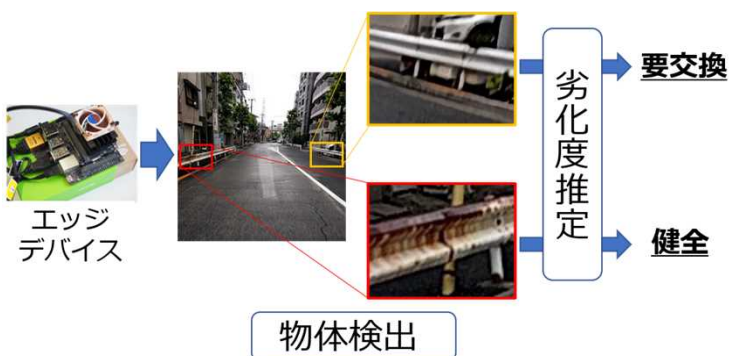 エッジ
デバイス
物体検出
劣化度推定
要交換
健全